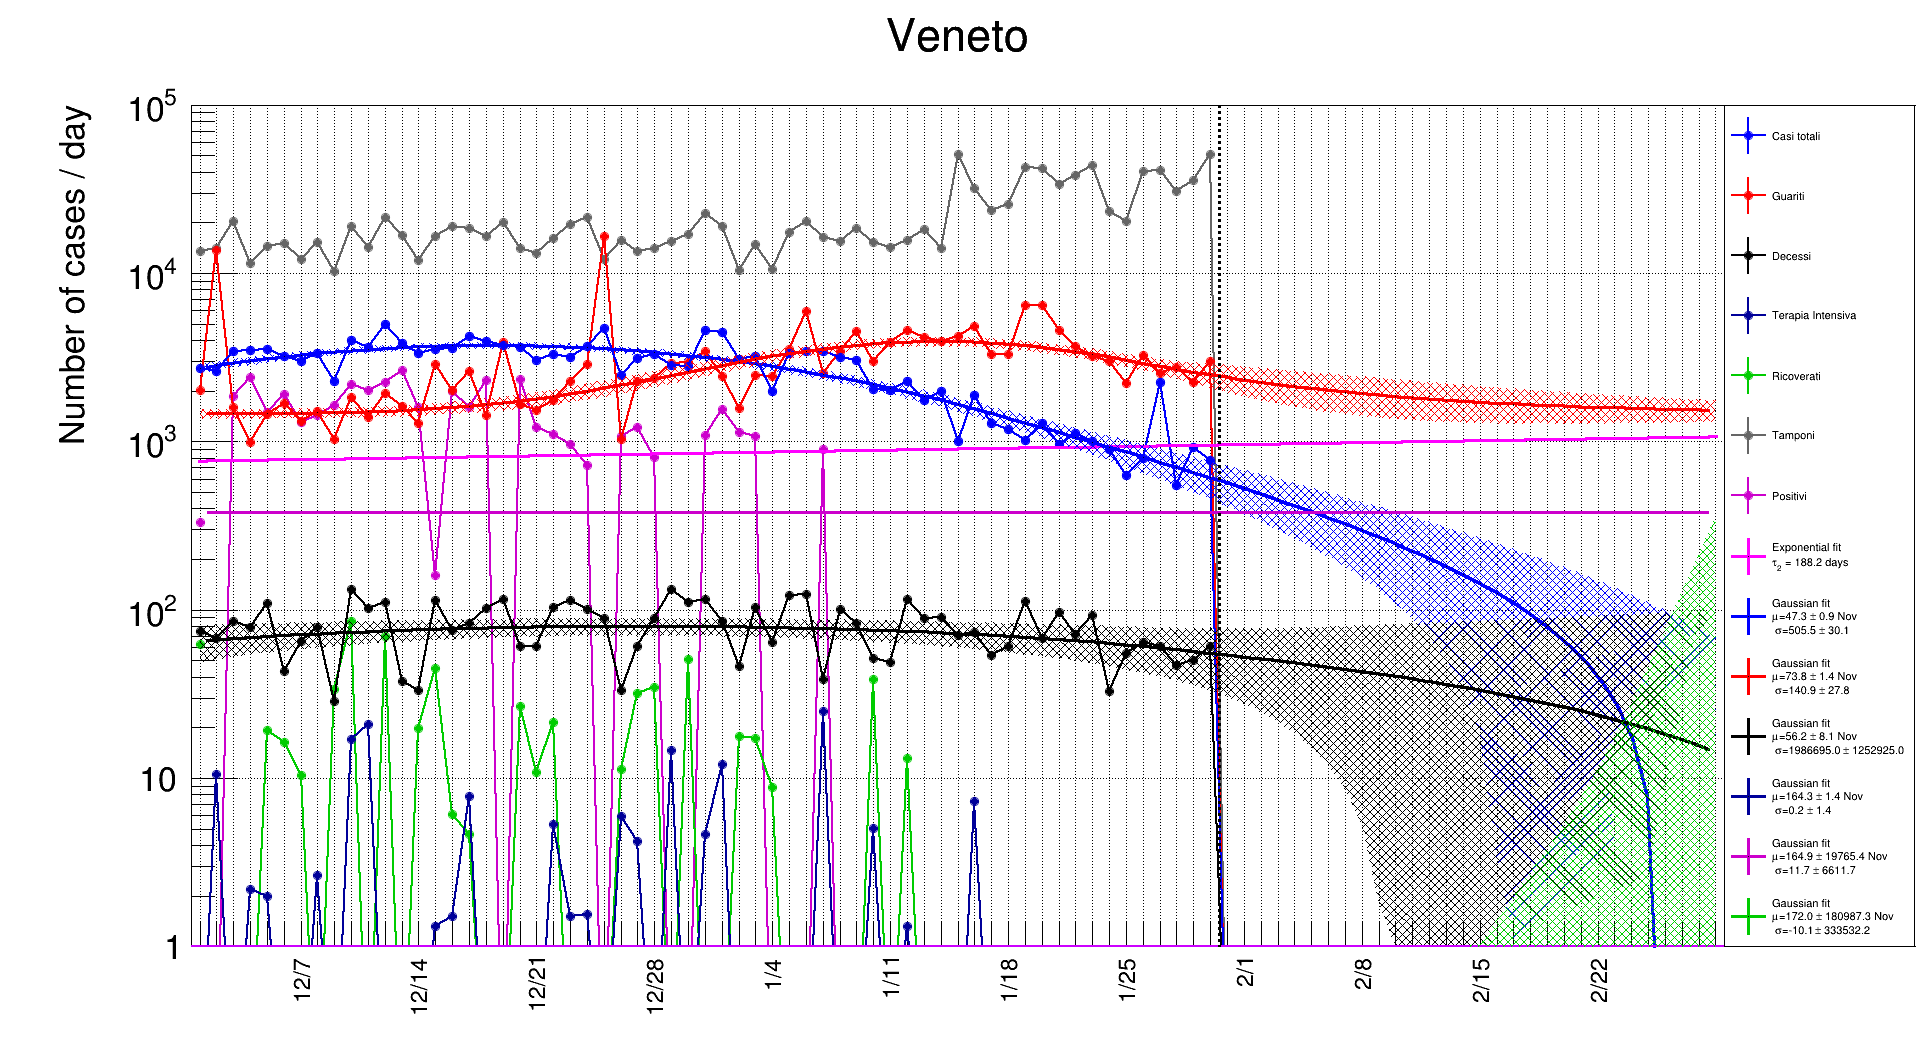 Veneto
Number of cases / day
10^5
10^4
10^3
10^2
10
1
12/7
12/14
12/21
12/28
1/4
1/11
1/18
1/25
2/1
2/8
2/15
2/22
Casi totali
Guariti
Decessi
Terapia Intensiva
Ricoverati
Tamponi
Positivi
Exponential fit
τ₂ = 188.2 days
Gaussian fit
μ=47.3 ± 0.9 Nov
σ=505.5 ± 30.1
Gaussian fit
μ=73.8 ± 1.4 Nov
σ=140.9 ± 27.8
Gaussian fit
μ=56.2 ± 8.1 Nov
σ=1986695.0 ± 1252925.0
Gaussian fit
μ=164.3 ± 1.4 Nov
σ=0.2 ± 1.4
Gaussian fit
μ=164.9 ± 19765.4 Nov
σ=11.7 ± 6611.7
Gaussian fit
μ=172.0 ± 180987.3 Nov
σ=-10.1 ± 333532.2